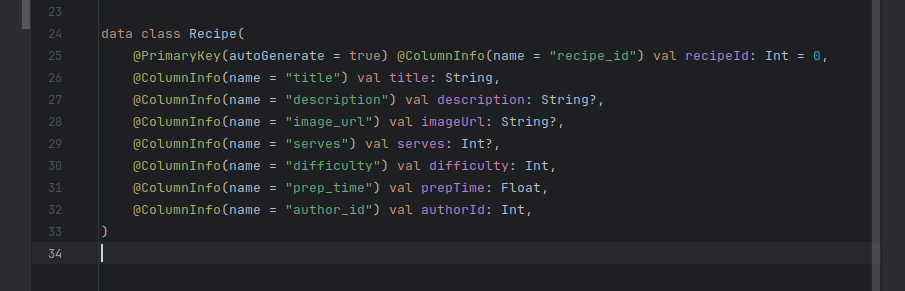 23
24 data class Recipe(
25 @PrimaryKey(autoGenerate = true) @ColumnInfo(name = "recipe_id") val recipeId: Int = 0,
26 @ColumnInfo(name = "title") val title: String,
27 @ColumnInfo(name = "description") val description: String?,
28 @ColumnInfo(name = "image_url") val imageUrl: String?,
29 @ColumnInfo(name = "serves") val serves: Int?,
30 @ColumnInfo(name = "difficulty") val difficulty: Int,
31 @ColumnInfo(name = "prep_time") val prepTime: Float,
32 @ColumnInfo(name = "author_id") val authorId: Int,
33 )
34